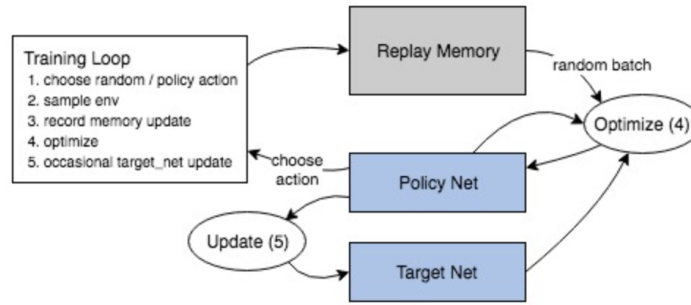 Training Loop
1. choose random / policy action
2. sample env
3. record memory update
4. optimize
5. occasional target_net update
Replay Memory
random batch
Optimize (4)
choose
action
Policy Net
Update (5)
Target Net